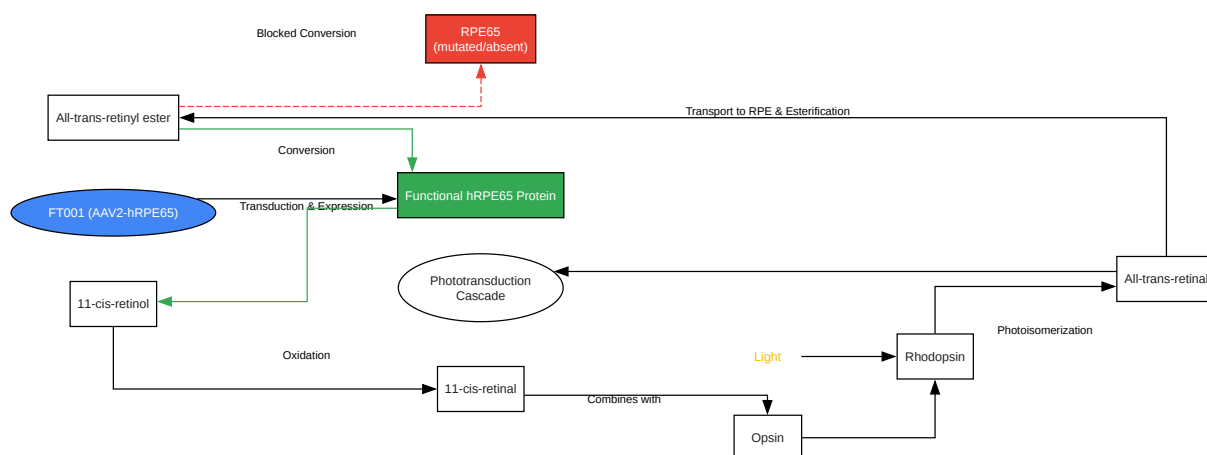 Blocked Conversion
RPE65
(mutated/absent)
All-trans-retinyl ester
Transport to RPE & Esterification
Conversion
Functional hRPE65 Protein
FT001 (AAV2-hRPE65)
Transduction & Expression
Phototransduction
Cascade
All-trans-retinal
11-cis-retinol
Photoisomerization
Oxidation
Light
Rhodopsin
11-cis-retinal
Combines with
Opsin